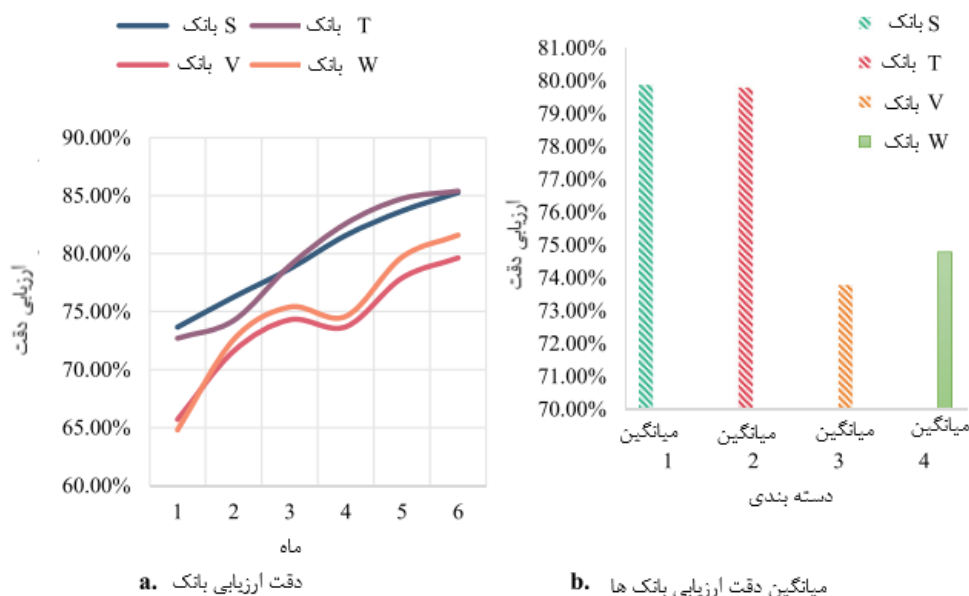 بانک S
بانک T
بانک V
بانک W
90.00%
85.00%
80.00%
75.00%
70.00%
65.00%
60.00%
ارزیابی دقت
1 2 3 4 5 6
ماه
a. دقت ارزیابی بانک
بانک S
بانک T
بانک V
بانک W
81.00%
80.00%
79.00%
78.00%
77.00%
76.00%
75.00%
74.00%
73.00%
72.00%
71.00%
70.00%
ارزیابی دقت
میانگین میانگین میانگین میانگین
1 2 3 4
دسته بندی
b. میانگین دقت ارزیابی بانک ها